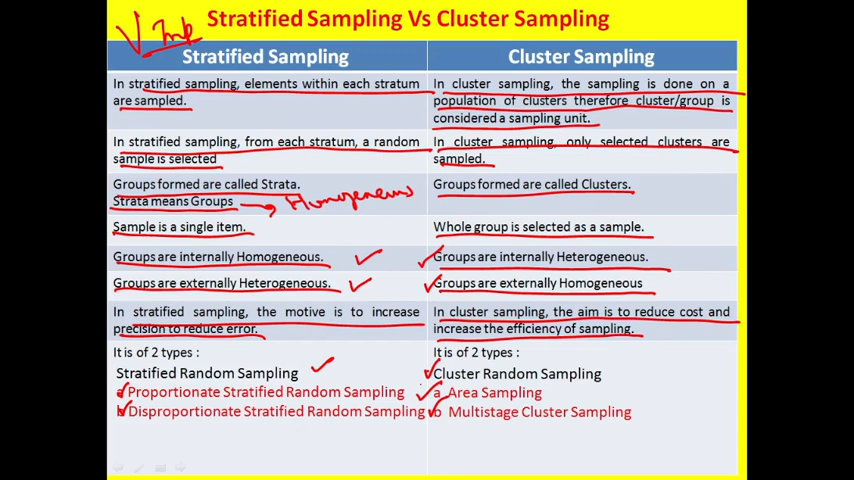 Stratified Sampling Vs Cluster Sampling
V Imp
Stratified Sampling
Cluster Sampling
In stratified sampling, elements within each stratum
are sampled.
In cluster sampling, the sampling is done on a
population of clusters therefore cluster/group is
considered a sampling unit.
In stratified sampling, from each stratum, a random
sample is selected
In cluster sampling, only selected clusters are
sampled.
Groups formed are called Strata.
Strata means Groups → Homogeneous
Groups formed are called Clusters.
Sample is a single item.
Whole group is selected as a sample.
Groups are internally Homogeneous.
Groups are internally Heterogeneous.
Groups are externally Heterogeneous.
Groups are externally Homogeneous
In stratified sampling, the motive is to increase
precision to reduce error.
In cluster sampling, the aim is to reduce cost and
increase the efficiency of sampling.
It is of 2 types :
Stratified Random Sampling
a Proportionate Stratified Random Sampling
b Disproportionate Stratified Random Sampling
It is of 2 types:
Cluster Random Sampling
a Area Sampling
b Multistage Cluster Sampling